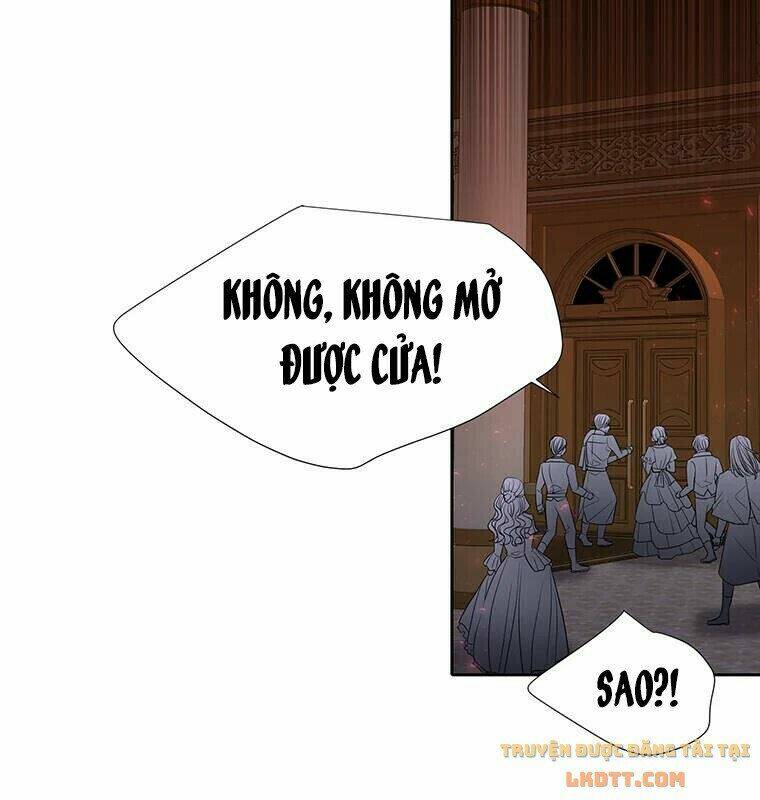 KHÔNG, KHÔNG MỞ
ĐƯỢC CỬA!
SAO?!
TRUYỆN ĐƯỢC ĐĂNG TẢI TẠI
LKDTT.COM